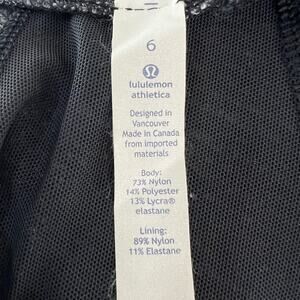 6
lululemon
athletica
Designed in
Vancouver
Made in Canada
from imported
materials
Body:
73% Nylon
14% Polyester
13% Lycra®
elastane
Lining:
89% Nylon
11% Elastane